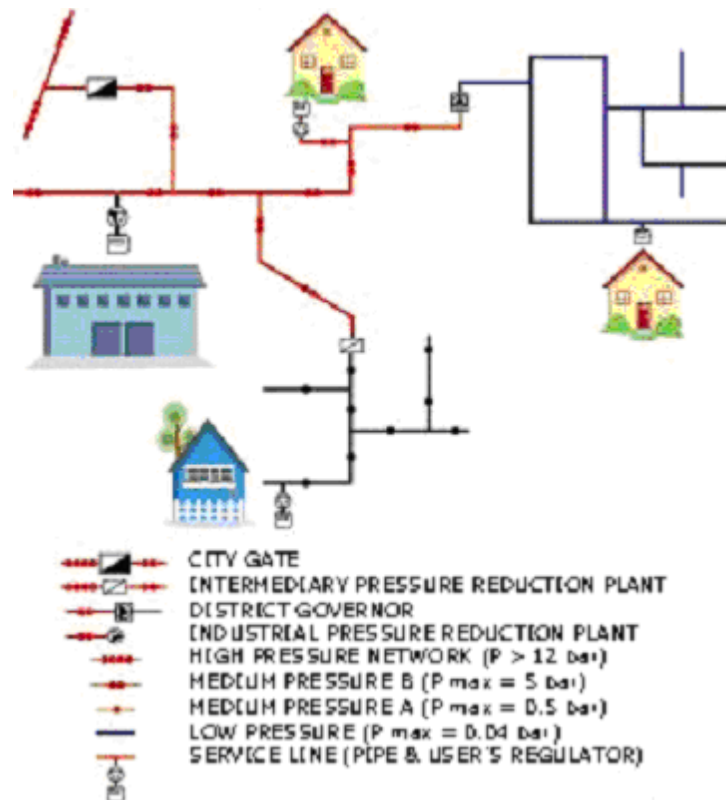 CITY GATE
INTERMEDIARY PRESSURE REDUCTION PLANT
DISTRICT GOVERNOR
INDUSTRIAL PRESSURE REDUCTION PLANT
HIGH PRESSURE NETWORK (P > 12 bar)
MEDIUM PRESSURE B (P max = 5 bar)
MEDIUM PRESSURE A (P max = 0.5 bar)
LOW PRESSURE (P max = 0.04 bar)
SERVICE LINE (PIPE & USER'S REGULATOR)